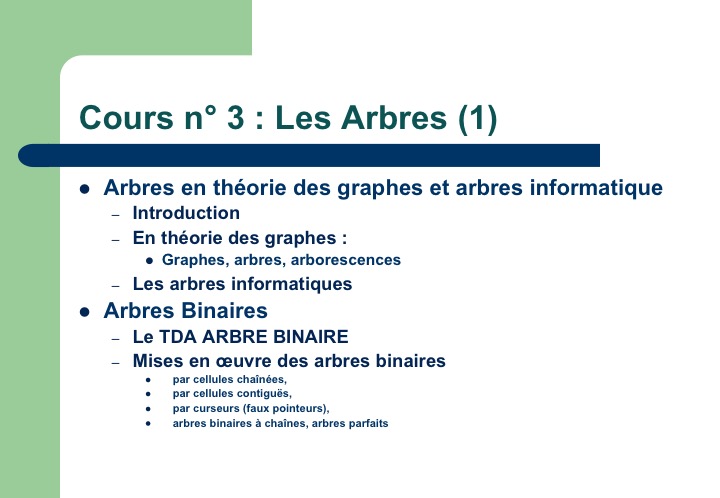 Cours n° 3 : Les Arbres (1)
● Arbres en théorie des graphes et arbres informatique
– Introduction
– En théorie des graphes :
● Graphes, arbres, arborescences
– Les arbres informatiques
● Arbres Binaires
– Le TDA ARBRE BINAIRE
– Mises en œuvre des arbres binaires
● par cellules chaînées,
● par cellules contiguës,
● par curseurs (faux pointeurs),
● arbres binaires à chaînes, arbres parfaits